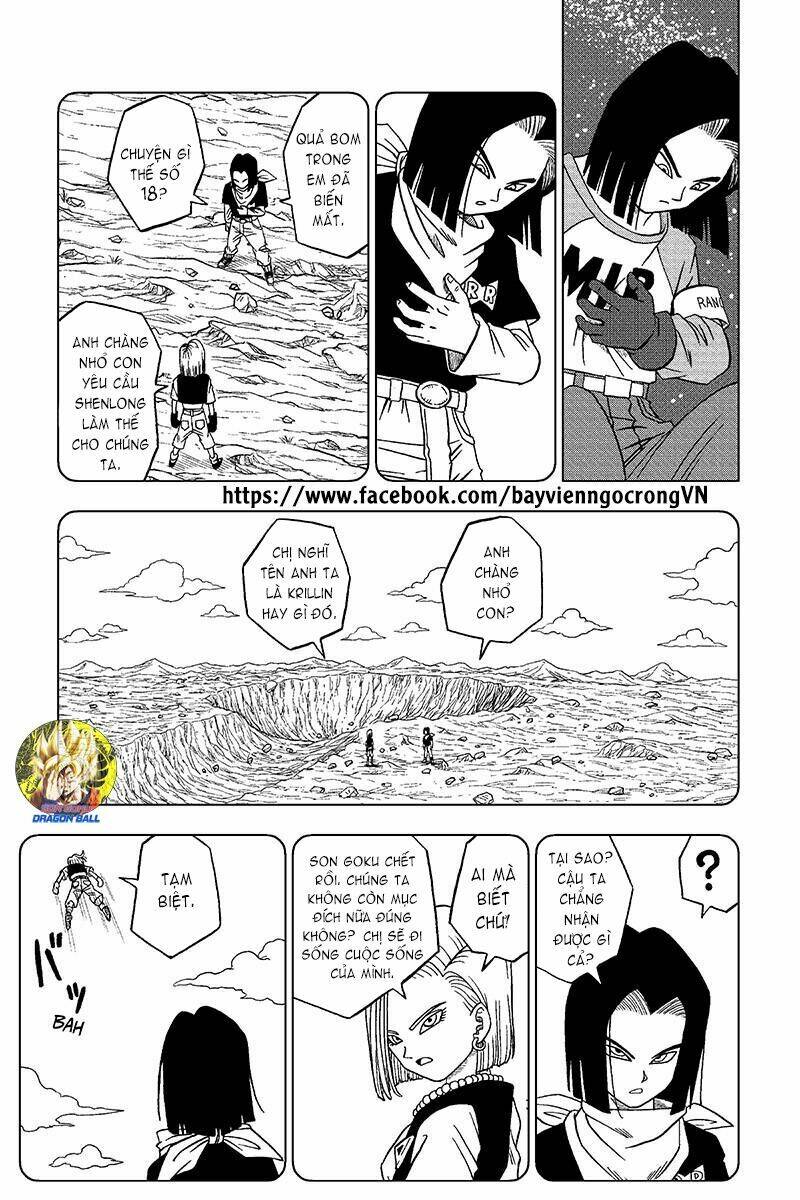 MIR
RANG
RR
QUẢ BOM
TRONG
EM ĐÃ
BIẾN
MẤT.
CHUYỆN GÌ
THẾ SỐ
18?
ANH CHÀNG
NHỎ CON
YÊU CẦU
SHENLONG
LÀM THẾ
CHO CHÚNG
TA.
https://www.facebook.com/bayvienngocrongVN
ANH
CHÀNG
NHỎ
CON?
CHỊ NGHĨ
TÊN ANH TA
LÀ KRILLIN
HAY GÌ ĐÓ.
DRAGON BALL
?
TẠI SAO?
CẬU TA
CHẲNG
NHẬN
ĐƯỢC GÌ
CẢ?
AI MÀ
BIẾT
CHỨ!
SON GOKU CHẾT
RỒI. CHÚNG TA
KHÔNG CÒN MỤC
ĐÍCH NỮA ĐÚNG
KHÔNG? CHỊ SẼ ĐI
SỐNG CUỘC SỐNG
CỦA MÌNH.
TẠM
BIỆT.
バッ
BAH